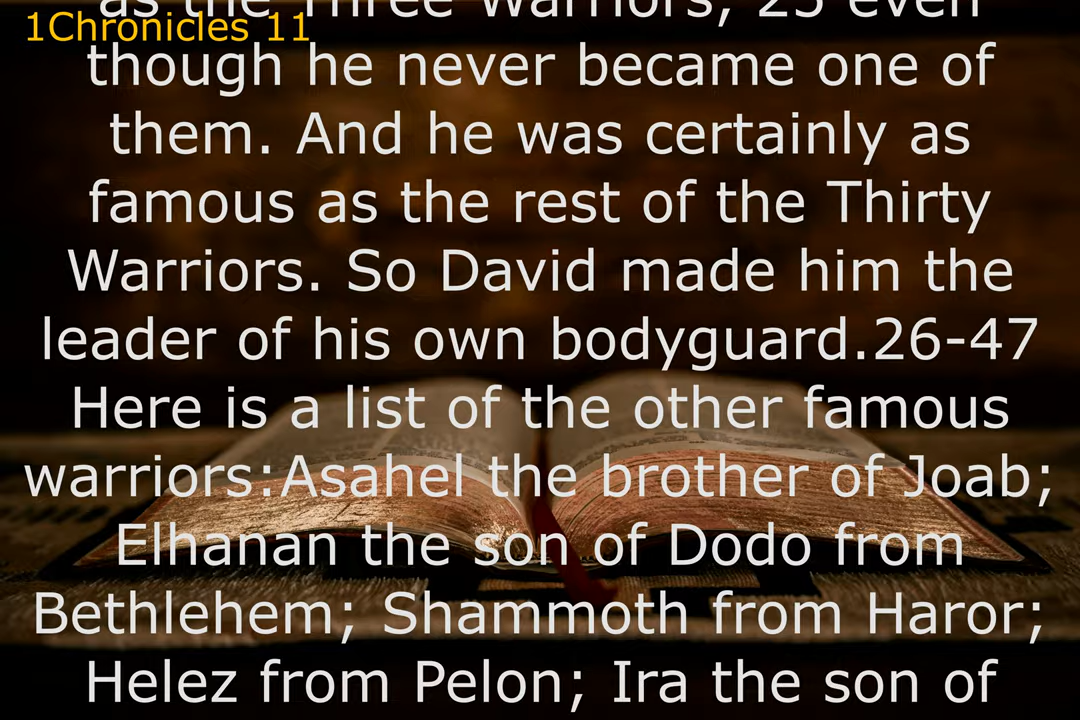 as the Three Warriors, 25 even
1Chronicles 11
though he never became one of
them. And he was certainly as
famous as the rest of the Thirty
Warriors. So David made him the
leader of his own bodyguard.26-47
Here is a list of the other famous
warriors:Asahel the brother of Joab;
Elhanan the son of Dodo from
Bethlehem; Shammoth from Haror;
Helez from Pelon; Ira the son of